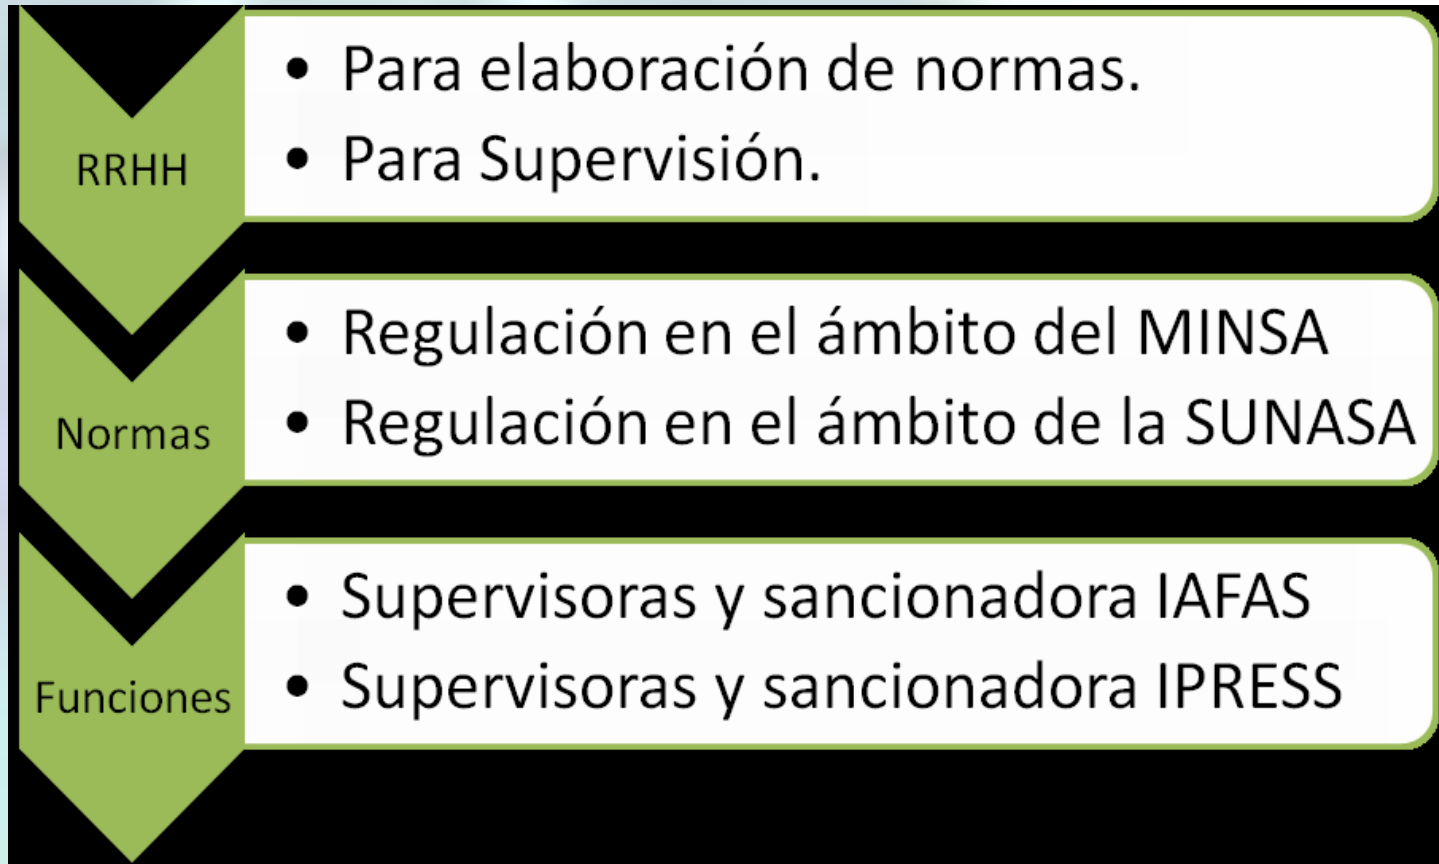 RRHH
• Para elaboración de normas.
• Para Supervisión.
Normas
• Regulación en el ámbito del MINSA
• Regulación en el ámbito de la SUNASA
Funciones
• Supervisoras y sancionadora IAFAS
• Supervisoras y sancionadora IPRESS